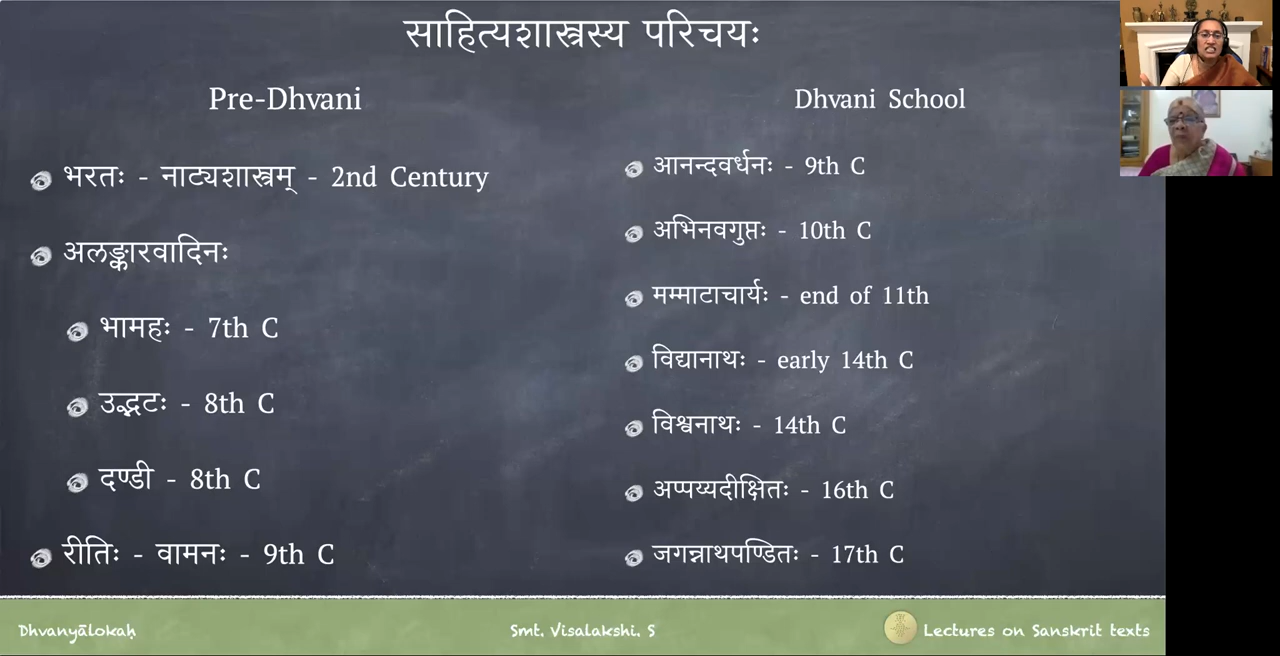 साहित्यशास्त्रस्य परिचयः
Pre-Dhvani
भरतः - नाट्यशास्त्रम् - 2nd Century
अलङ्कारवादिनः
भामहः - 7th C
उद्भटः - 8th C
दण्डी - 8th C
रीतिः - वामनः - 9th C
Dhvani School
आनन्दवर्धनः - 9th C
अभिनवगुप्तः - 10th C
मम्माटाचार्यः - end of 11th
विद्यानाथः - early 14th C
विश्वनाथः - 14th C
अप्पय्यदीक्षितः - 16th C
जगन्नाथपण्डितः - 17th C
Dhvanyālokaḥ
Smt. Visalakshi. S
Lectures on Sanskrit texts